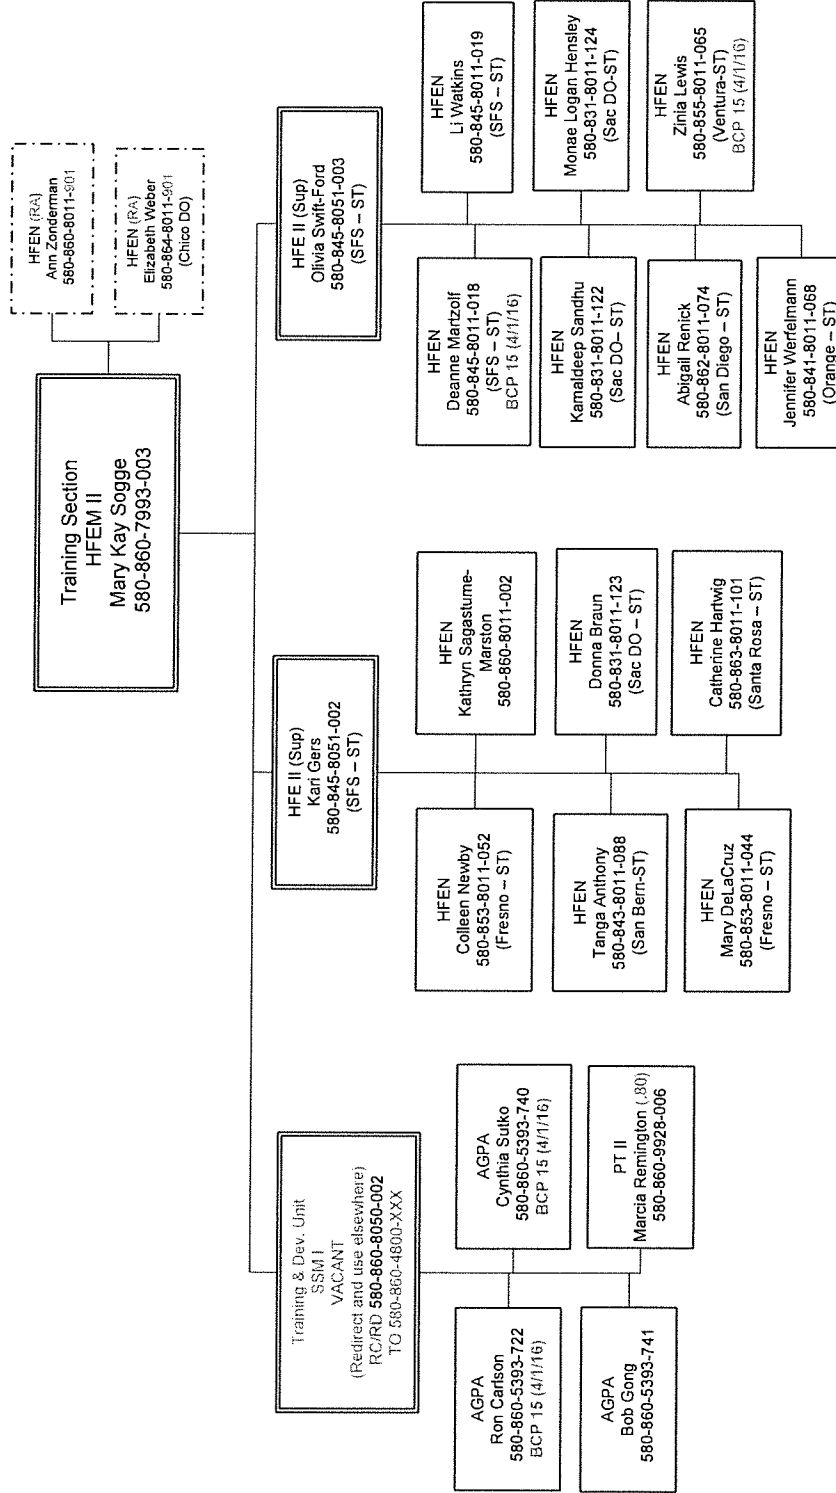 HFEN (RA)
Ann Zonderman
580-860-8011-901
HFEN (RA)
Elizabeth Weber
580-864-8011-901
(Chico DO)
Training Section
HFEM II
Mary Kay Sogge
580-860-7993-003
Training & Dev. Unit
SSM I
VACANT
(Redirect and use elsewhere)
RC/RD 580-860-8050-002
TO 580-860-4800-XXX
AGPA
Ron Carlson
580-860-5393-722
BCP 15 (4/1/16)
AGPA
Cynthia Sutko
580-860-5393-740
BCP 15 (4/1/16)
AGPA
Bob Gong
580-860-5393-741
PT II
Marcia Remington (.80)
580-860-9928-006
HFE II (Sup)
Kari Gers
580-845-8051-002
(SFS – ST)
HFEN
Colleen Newby
580-853-8011-052
(Fresno – ST)
HFEN
Kathryn Sagastume-
Marston
580-860-8011-002
HFEN
Tanga Anthony
580-843-8011-088
(San Bern-ST)
HFEN
Donna Braun
580-831-8011-123
(Sac DO – ST)
HFEN
Mary DeLaCruz
580-853-8011-044
(Fresno – ST)
HFEN
Catherine Hartwig
580-863-8011-101
(Santa Rosa – ST)
HFE II (Sup)
Olivia Swift-Ford
580-845-8051-003
(SFS – ST)
HFEN
Deanne Martzolf
580-845-8011-018
(SFS – ST)
BCP 15 (4/1/16)
HFEN
Li Watkins
580-845-8011-019
(SFS – ST)
HFEN
Kamaldeep Sandhu
580-831-8011-122
(Sac DO– ST)
HFEN
Monae Logan Hensley
580-831-8011-124
(Sac DO-ST)
HFEN
Abigail Renick
580-862-8011-074
(San Diego – ST)
HFEN
Zinia Lewis
580-855-8011-065
(Ventura-ST)
BCP 15 (4/1/16)
HFEN
Jennifer Werfelmann
580-841-8011-068
(Orange – ST)